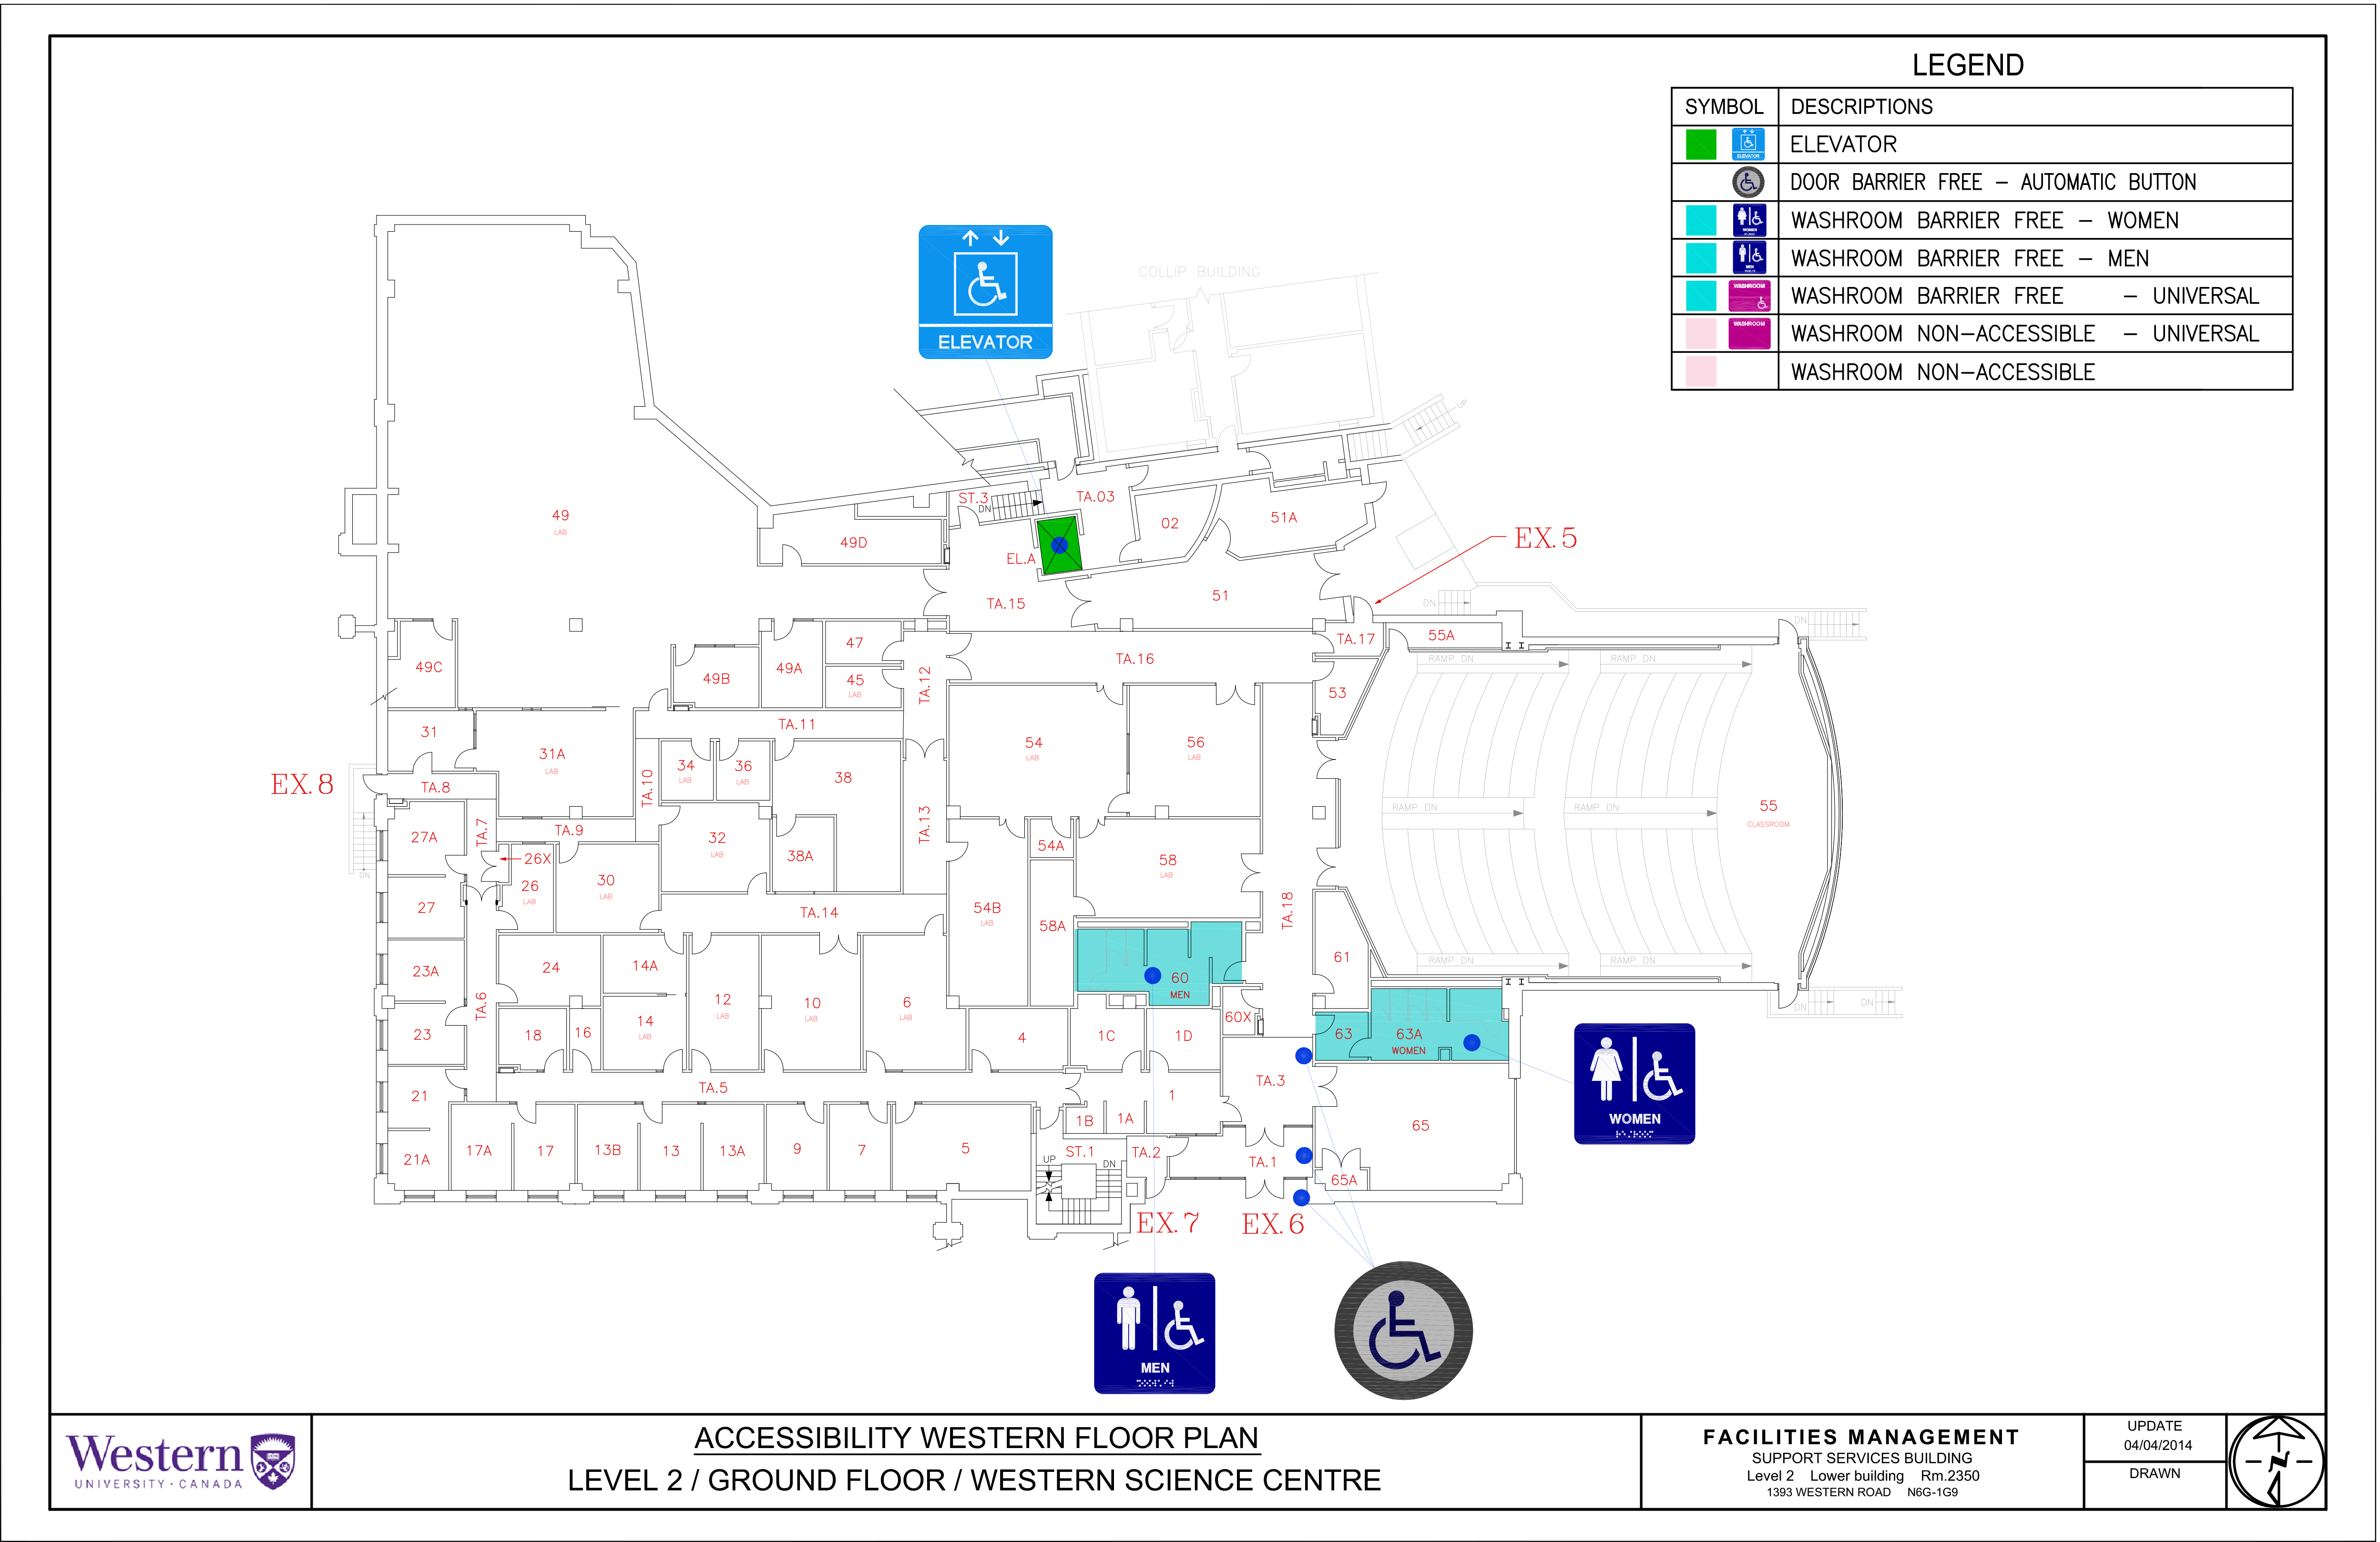 LEGEND
SYMBOL DESCRIPTIONS
ELEVATOR ELEVATOR
DOOR BARRIER FREE - AUTOMATIC BUTTON
WOMEN WASHROOM BARRIER FREE - WOMEN
MEN WASHROOM BARRIER FREE - MEN
WASHROOM WASHROOM BARRIER FREE - UNIVERSAL
WASHROOM WASHROOM NON-ACCESSIBLE - UNIVERSAL
WASHROOM NON-ACCESSIBLE
ELEVATOR
COLLIP BUILDING
UP
ST.3
DN
TA.03
02
51A
49
LAB
49D
EL.A
EX.5
TA.15
51
DN
DN
TA.17
55A
47
49C
49B
49A
45
LAB
TA.12
TA.16
RAMP DN
RAMP DN
53
31
31A
LAB
TA.11
54
LAB
56
LAB
EX.8
TA.8
TA.10
34
LAB
36
LAB
38
RAMP DN
RAMP DN
55
CLASSROOM
27A
TA.7
TA.9
32
LAB
38A
TA.13
54A
58
LAB
DN
26X
26
LAB
30
LAB
27
TA.14
54B
LAB
58A
TA.18
23A
24
14A
60
MEN
61
RAMP DN
RAMP DN
TA.6
12
LAB
10
LAB
6
LAB
DN
DN
23
18
16
14
LAB
4
1C
1D
60X
63
63A
WOMEN
21
TA.5
1
TA.3
1B
1A
65
21A
17A
17
13B
13
13A
9
7
5
ST.1
UP
DN
TA.2
TA.1
65A
EX.7
EX.6
WOMEN
MEN
Western
UNIVERSITY · CANADA
ACCESSIBILITY WESTERN FLOOR PLAN
LEVEL 2 / GROUND FLOOR / WESTERN SCIENCE CENTRE
FACILITIES MANAGEMENT
SUPPORT SERVICES BUILDING
Level 2 Lower building Rm.2350
1393 WESTERN ROAD N6G-1G9
UPDATE
04/04/2014
DRAWN
N